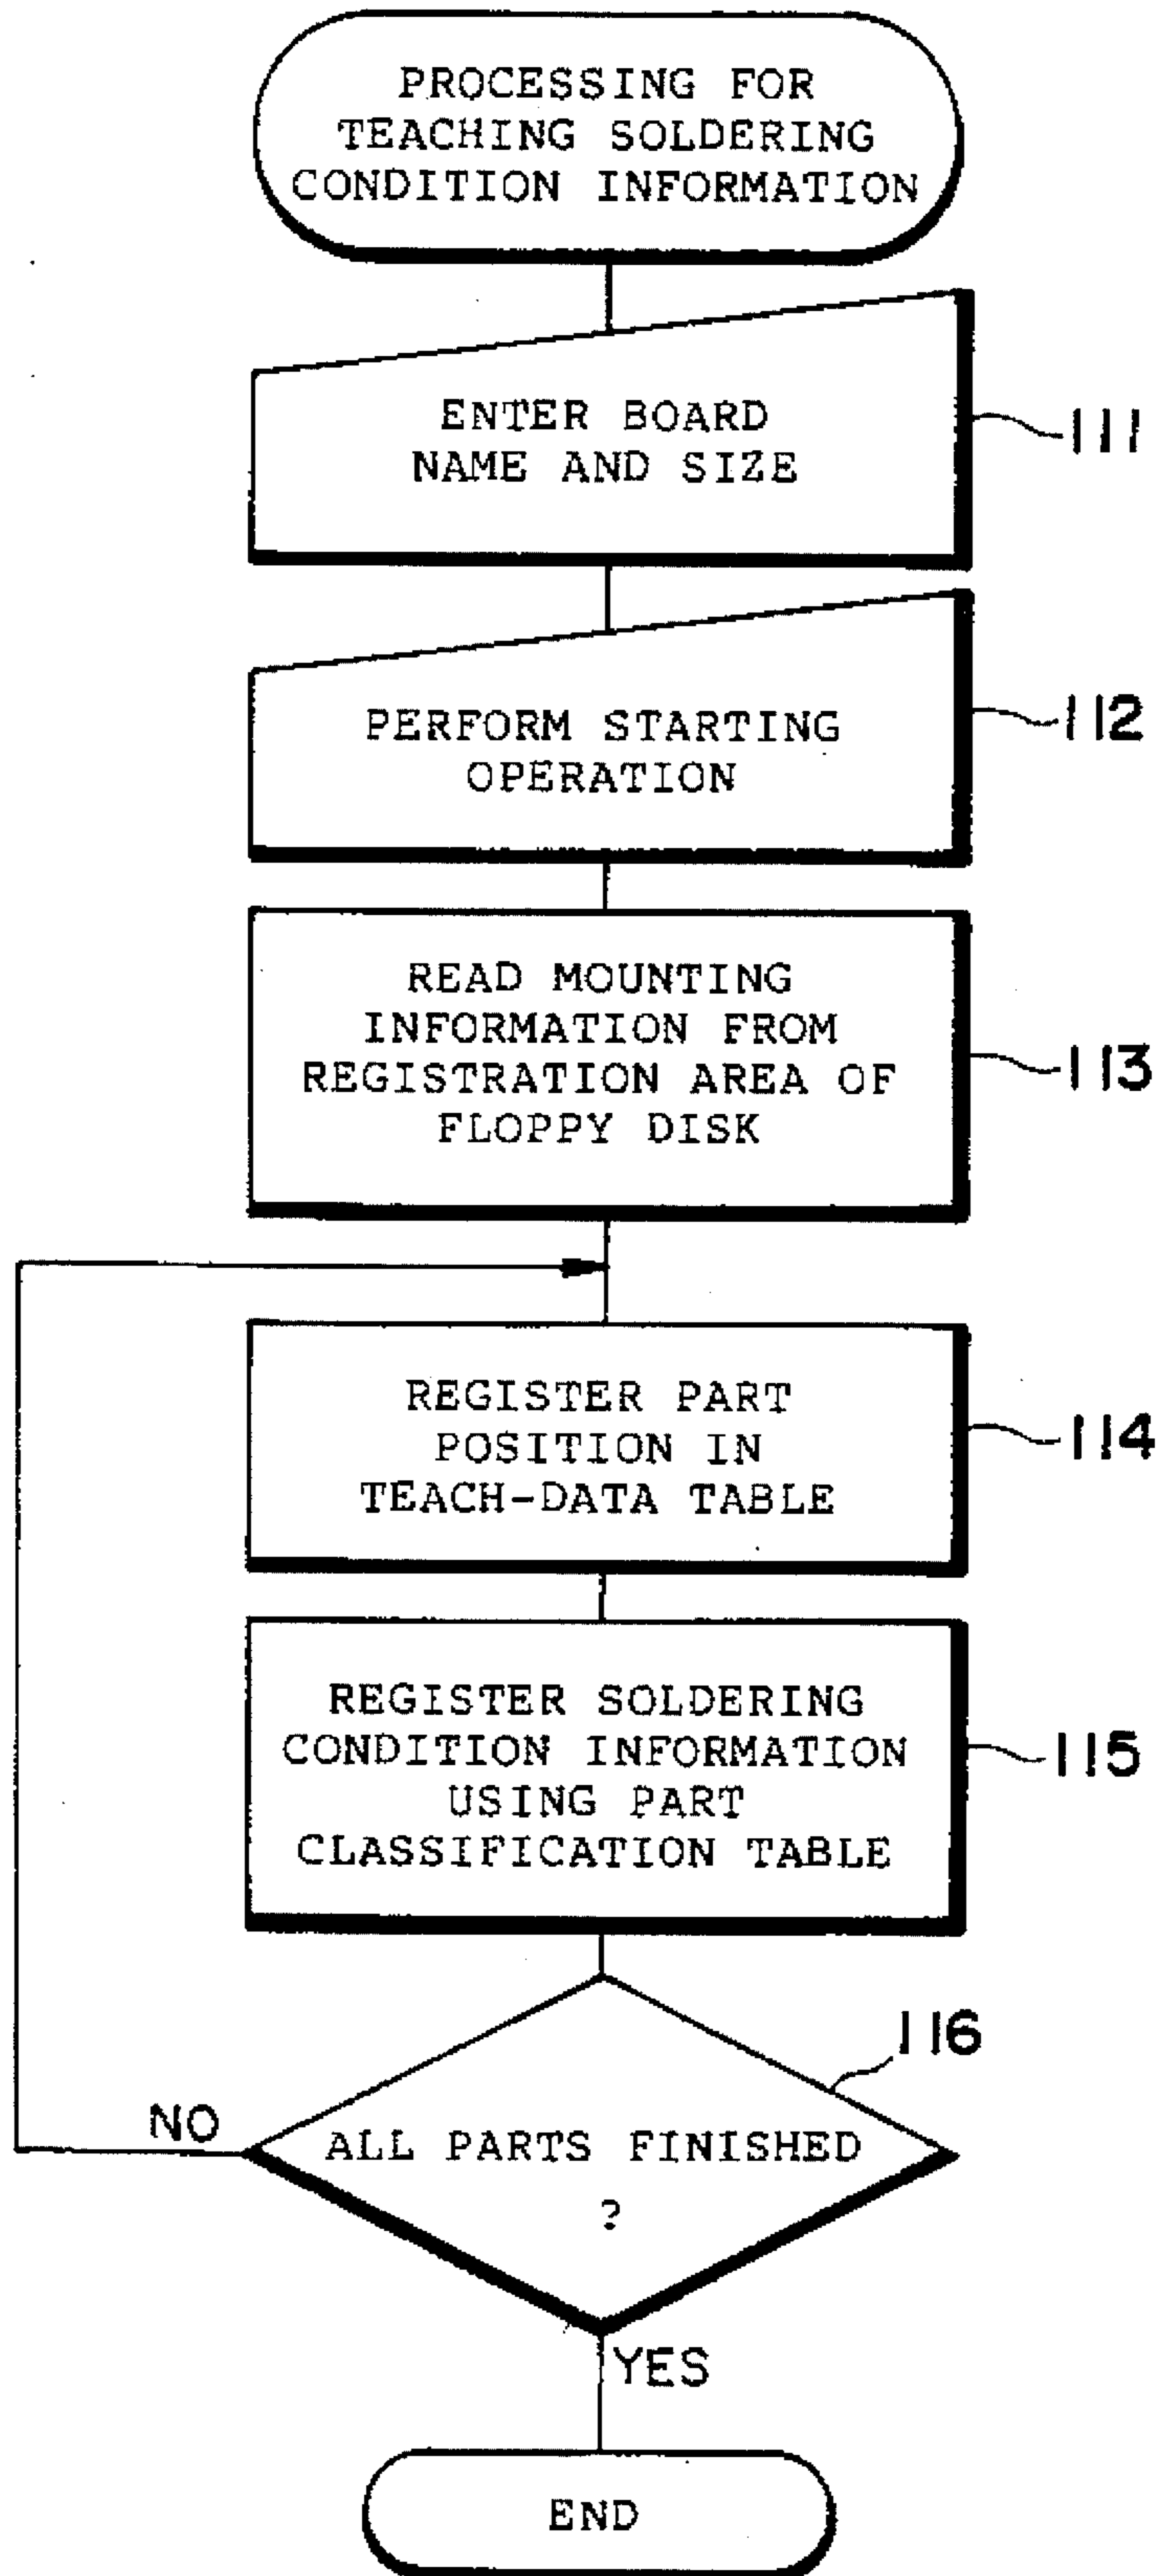 PROCESSING FOR
TEACHING SOLDERING
CONDITION INFORMATION
ENTER BOARD
NAME AND SIZE
111
PERFORM STARTING
OPERATION
112
READ MOUNTING
INFORMATION FROM
REGISTRATION AREA OF
FLOPPY DISK
113
REGISTER PART
POSITION IN
TEACH-DATA TABLE
114
REGISTER SOLDERING
CONDITION INFORMATION
USING PART
CLASSIFICATION TABLE
115
116
NO
ALL PARTS FINISHED
?
YES
END